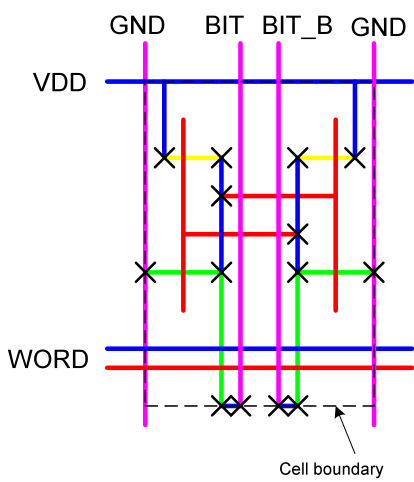 GND BIT BIT_B GND
VDD
WORD
Cell boundary